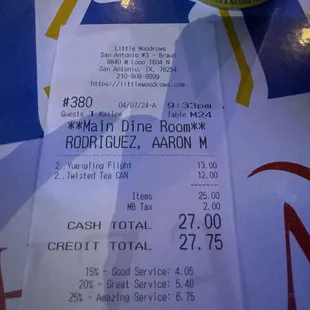 Little Woodrows
San Antonio #3 - Braud
9840 W Loop 1604 N
San Antonio, TX, 78254
210-908-9899
https://littlewoodrows.com
#380 04/07/24-A 9:33pm
Guests 1 Kailee Table M24
**Main Dine Room**
RODRIGUEZ, AARON M
2..Yuengling Flight 13.00
2..Twisted Tea CAN 12.00
Items 25.00
MB Tax 2.00
CASH TOTAL 27.00
CREDIT TOTAL 27.75
15% - Good Service: 4.05
20% - Great Service: 5.40
25% - Amazing Service: 6.75